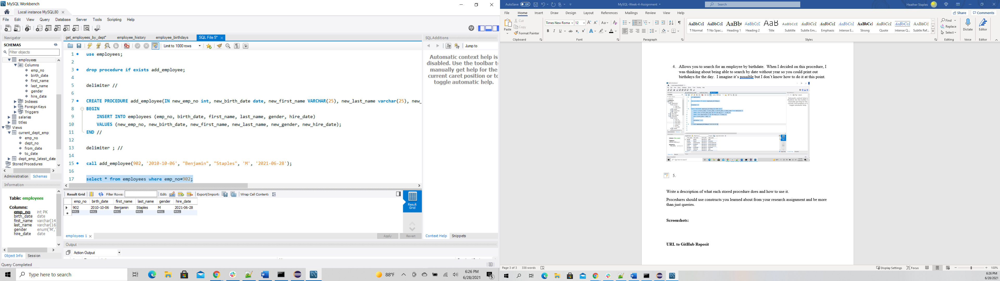 MySQL Workbench
Local instance MySQL80
File Edit View Query Database Server Tools Scripting Help
Navigator
SCHEMAS
Filter objects
employees
Columns
emp_no
birth_date
first_name
last_name
gender
hire_date
Indexes
Foreign Keys
Triggers
salaries
titles
Views
current_dept_emp
emp_no
dept_no
from_date
to_date
dept_emp_latest_date
Stored Procedures
Administration Schemas
Information
Table: employees
Columns:
emp_no int PK
birth_date date
first_name varchar(14
last_name varchar(16
gender enum('M','
hire_date date
Object Info Session
Query Completed
get_employees_by_dept* employee_history employee_birthdays SQL File 5*
Limit to 1000 rows
1 use employees;
2
3 drop procedure if exists add_employee;
4
5 delimiter //
6
7 CREATE PROCEDURE add_employee(IN new_emp_no int, new_birth_date date, new_first_name VARCHAR(25), new_last_name varchar(25), new_
8 BEGIN
9 INSERT INTO employees (emp_no, birth_date, first_name, last_name, gender, hire_date)
10 VALUES (new_emp_no, new_birth_date, new_first_name, new_last_name, new_gender, new_hire_date);
11 END //
12
13 delimiter ; //
14
15 call add_employee(902, '2010-10-06', "Benjamin", "Staples", 'M', '2021-06-28');
16
17 select * from employees where emp_no=902;
Result Grid Filter Rows: Edit: Export/Import: Wrap Cell Content:
emp_no birth_date first_name last_name gender hire_date
902 2010-10-06 Benjamin Staples M 2021-06-28
NULL NULL NULL NULL NULL NULL
Result
Grid
employees 1 Apply Revert
Output
Action Output
SQLAdditions
Jump to
Automatic context help is
disabled. Use the toolbar t
manually get help for the
current caret position or to
toggle automatic help.
Context Help Snippets
Type here to search
88°F
6:26 PM
6/28/2021
5
AutoSave Off
MySQL-Week-4-Assignment
Search
Heather Staples
File Home Insert Draw Design Layout References Mailings Review View Help
Share Comments
Paste
Cut
Copy
Format Painter
Clipboard
Times New Roma 12
Font
Paragraph
AaBbCcI AaBbCcI AaBb( AaBbCcE AaB AaBbCcE AaBbCcL AaBbCcL AaBbCcL AaBbCcl AaBbCcL AaBbCcL AaBbCc
¶ Normal ¶ No Spac... Heading 1 Heading 2 Title Subtitle Subtle Em... Emphasis Intense E... Strong Quote Intense Q... Subtle Ref...
Styles
Find
Replace
Select
Editing
Dictate
Voice
Editor
Editor
4. Allows you to search for an employee by birthdate. When I decided on this procedure, I
was thinking about being able to search by date without year so you could print out
birthdays for the day. I imagine it's possible but I don't know how to do it at this point.
5.
Write a description of what each stored procedure does and how to use it.
Procedures should use constructs you learned about from your research assignment and be more
than just queries.
Screenshots:
URL to GitHub Reposit
Page 3 of 3 338 words
Display Settings Focus
100%
6:26 PM
6/28/2021